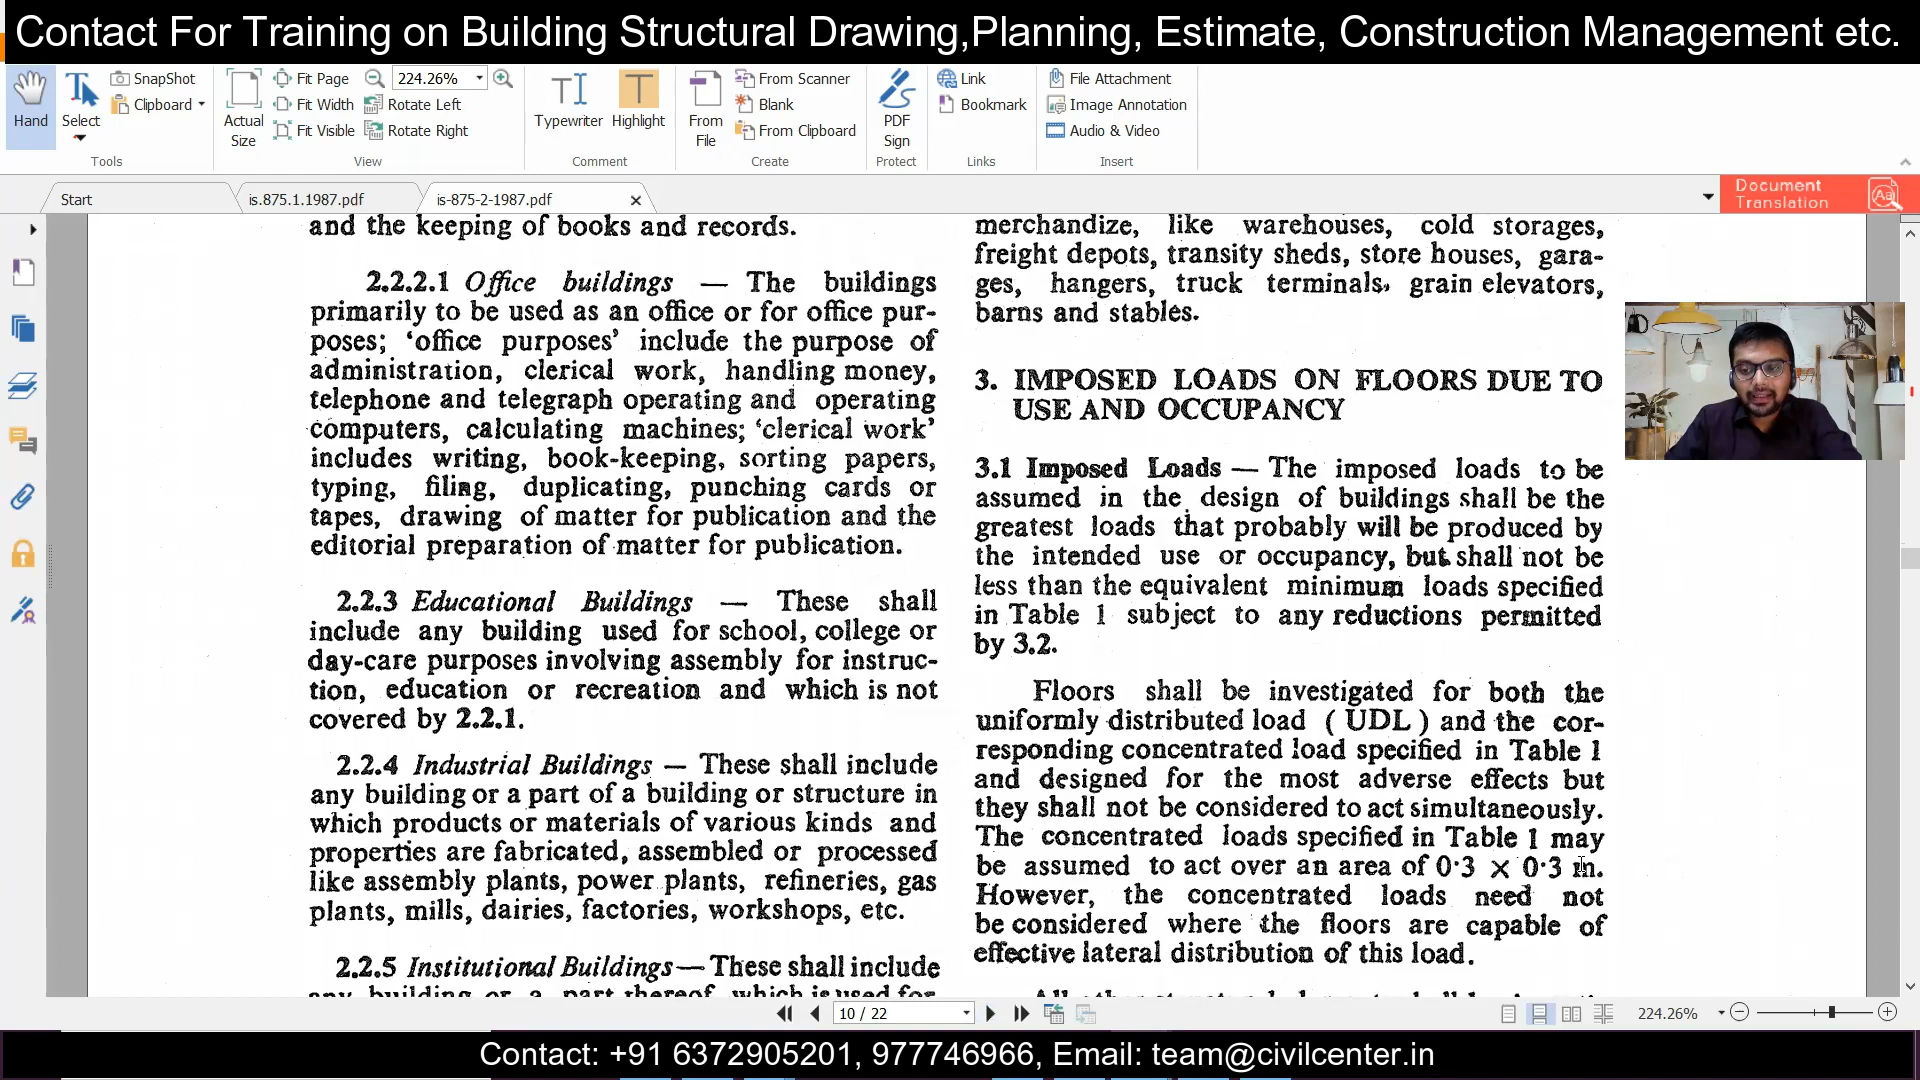 Contact For Training on Building Structural Drawing,Planning, Estimate, Construction Management etc.
Hand
Select
SnapShot
Clipboard
Tools
Actual Size
Fit Page
Fit Width
Fit Visible
224.26%
Rotate Left
Rotate Right
View
Typewriter
Highlight
Comment
From File
From Scanner
Blank
From Clipboard
Create
PDF Sign
Protect
Link
Bookmark
Links
File Attachment
Image Annotation
Audio & Video
Insert
Start
is.875.1.1987.pdf
is-875-2-1987.pdf
Document
Translation
and the keeping of books and records.
2.2.2.1 Office buildings — The buildings
primarily to be used as an office or for office pur-
poses; ‘office purposes’ include the purpose of
administration, clerical work, handling money,
telephone and telegraph operating and operating
computers, calculating machines; ‘clerical work’
includes writing, book-keeping, sorting papers,
typing, filing, duplicating, punching cards or
tapes, drawing of matter for publication and the
editorial preparation of matter for publication.
2.2.3 Educational Buildings — These shall
include any building used for school, college or
day-care purposes involving assembly for instruc-
tion, education or recreation and which is not
covered by 2.2.1.
2.2.4 Industrial Buildings — These shall include
any building or a part of a building or structure in
which products or materials of various kinds and
properties are fabricated, assembled or processed
like assembly plants, power plants, refineries, gas
plants, mills, dairies, factories, workshops, etc.
2.2.5 Institutional Buildings — These shall include
any building or a part thereof, which is used for
merchandize, like warehouses, cold storages,
freight depots, transity sheds, store houses, gara-
ges, hangers, truck terminals, grain elevators,
barns and stables.
3. IMPOSED LOADS ON FLOORS DUE TO
USE AND OCCUPANCY
3.1 Imposed Loads — The imposed loads to be
assumed in the design of buildings shall be the
greatest loads that probably will be produced by
the intended use or occupancy, but shall not be
less than the equivalent minimum loads specified
in Table 1 subject to any reductions permitted
by 3.2.
Floors shall be investigated for both the
uniformly distributed load ( UDL ) and the cor-
responding concentrated load specified in Table 1
and designed for the most adverse effects but
they shall not be considered to act simultaneously.
The concentrated loads specified in Table 1 may
be assumed to act over an area of 0·3 × 0·3 m.
However, the concentrated loads need not
be considered where the floors are capable of
effective lateral distribution of this load.
10 / 22
224.26%
Contact: +91 6372905201, 977746966, Email: team@civilcenter.in